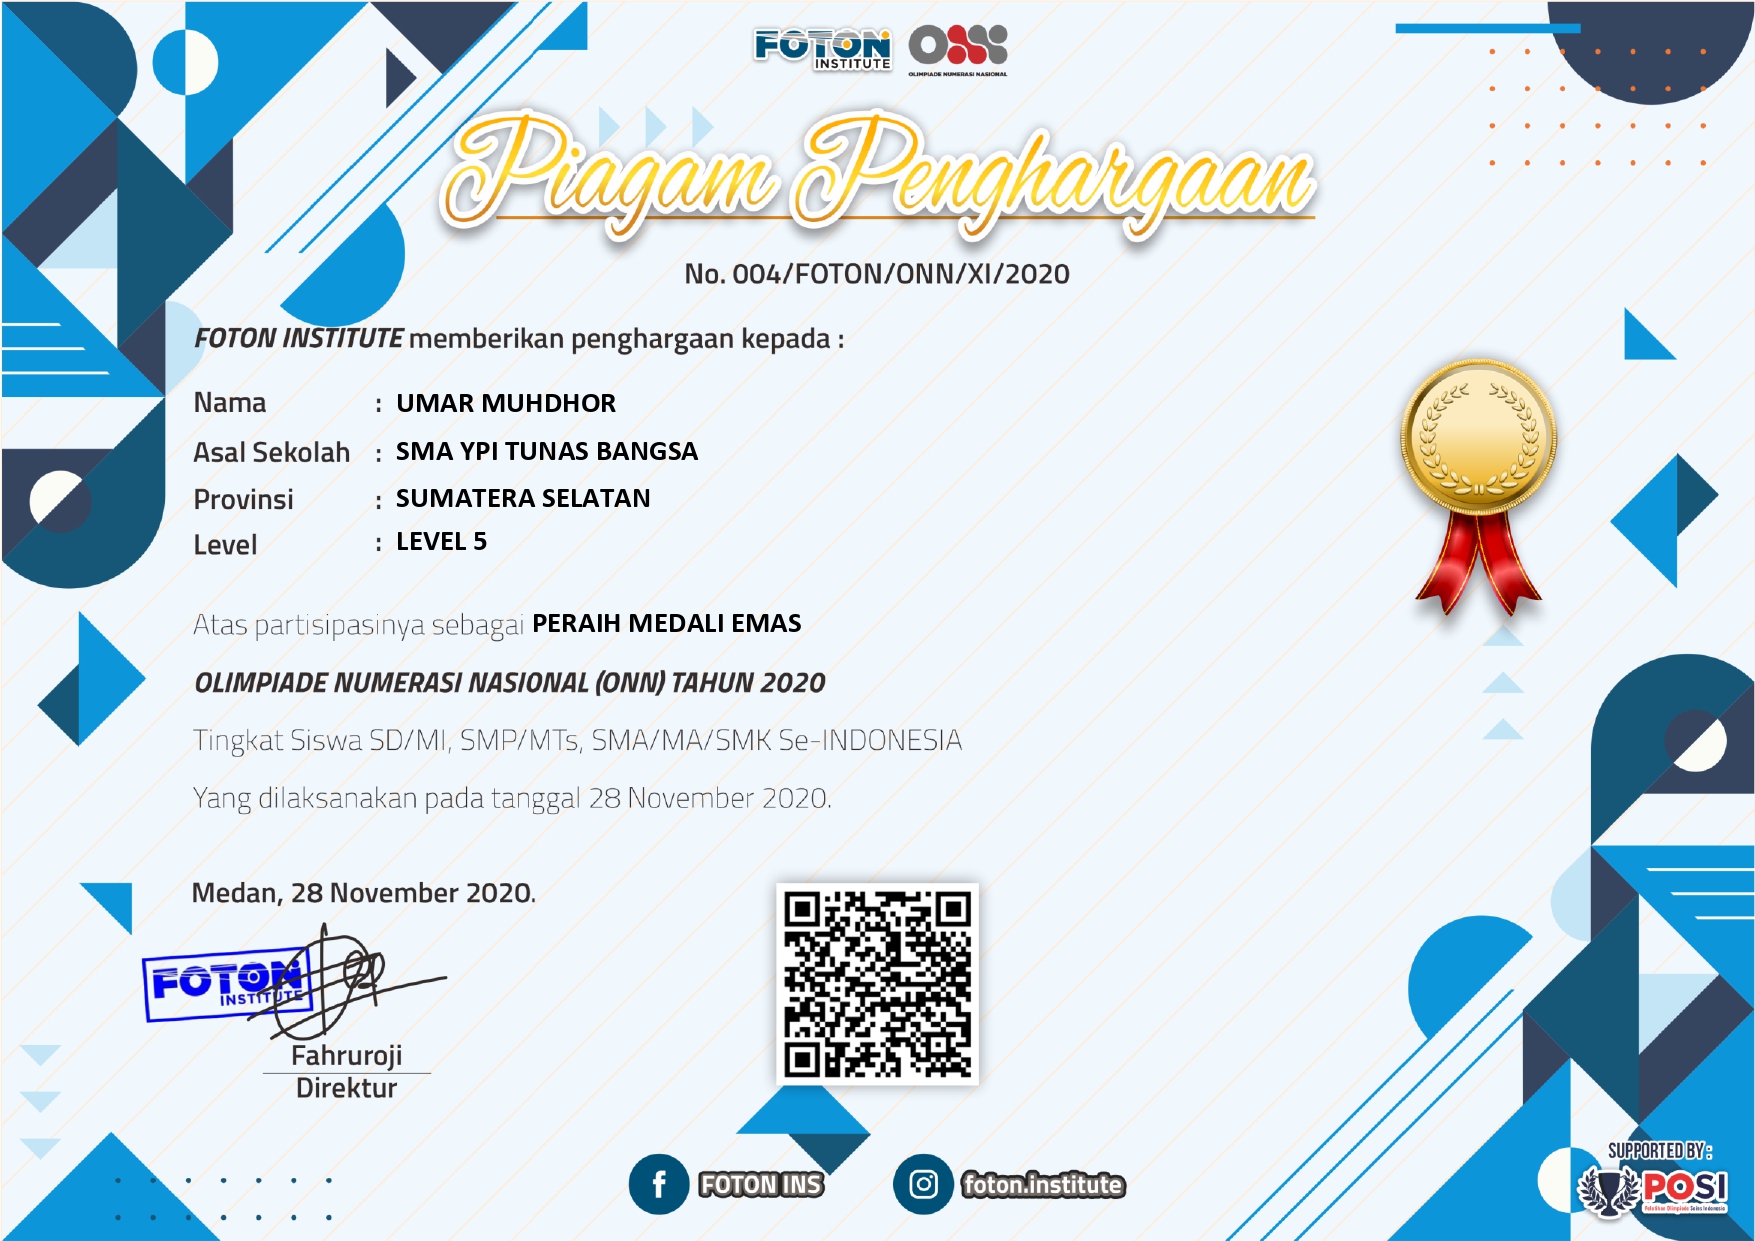 FOTON
INSTITUTE
ONN
OLIMPIADE NUMERASI NASIONAL
Piagam Penghargaan
No. 004/FOTON/ONN/XI/2020
FOTON INSTITUTE memberikan penghargaan kepada :
Nama : UMAR MUHDHOR
Asal Sekolah : SMA YPI TUNAS BANGSA
Provinsi : SUMATERA SELATAN
Level : LEVEL 5
Atas partisipasinya sebagai PERAIH MEDALI EMAS
OLIMPIADE NUMERASI NASIONAL (ONN) TAHUN 2020
Tingkat Siswa SD/MI, SMP/MTs, SMA/MA/SMK Se-INDONESIA
Yang dilaksanakan pada tanggal 28 November 2020.
Medan, 28 November 2020.
FOTON
INSTITUTE
Fahruroji
Direktur
FOTON INS
foton.institute
SUPPORTED BY :
POSI
Pelatihan Olimpiade Sains Indonesia